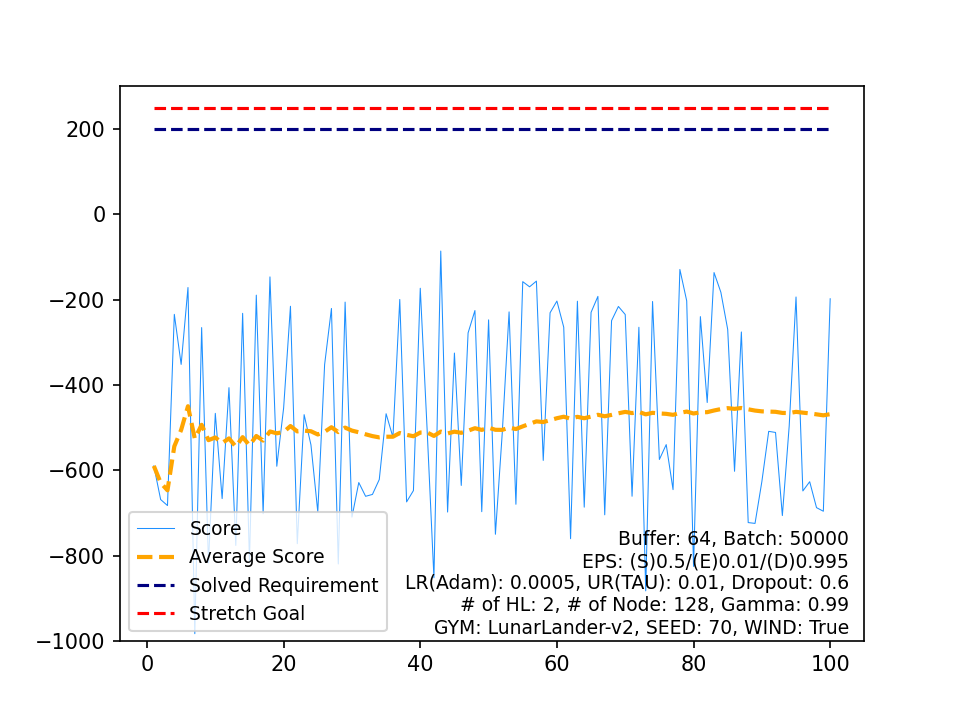 200
0
−200
−400
−600
−800
−1000
0
20
40
60
80
100
Score
Average Score
Solved Requirement
Stretch Goal
Buffer: 64, Batch: 50000
EPS: (S)0.5/(E)0.01/(D)0.995
LR(Adam): 0.0005, UR(TAU): 0.01, Dropout: 0.6
# of HL: 2, # of Node: 128, Gamma: 0.99
GYM: LunarLander-v2, SEED: 70, WIND: True